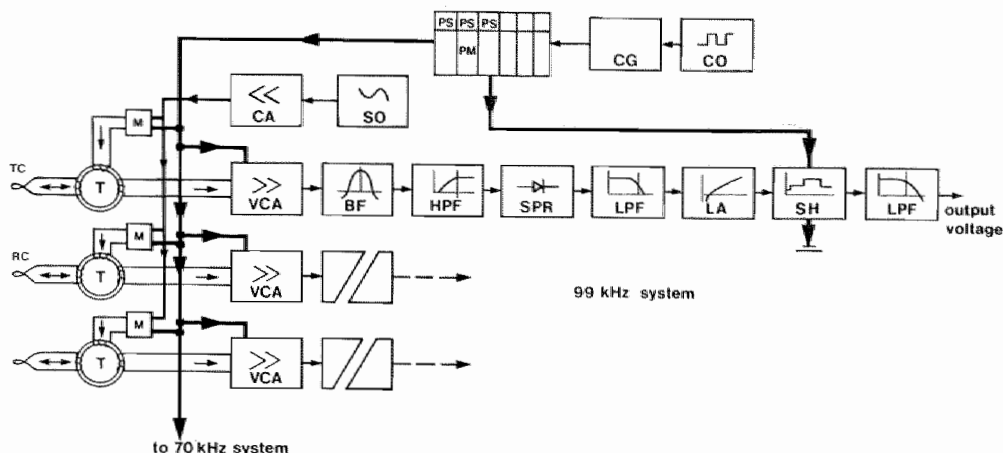 PS PS PS
PM
CG
CO
CA
SO
M
TC
T
VCA
BF
HPF
SPR
LPF
LA
SH
LPF
output
voltage
M
RC
T
VCA
99 kHz system
M
T
VCA
to 70 kHz system